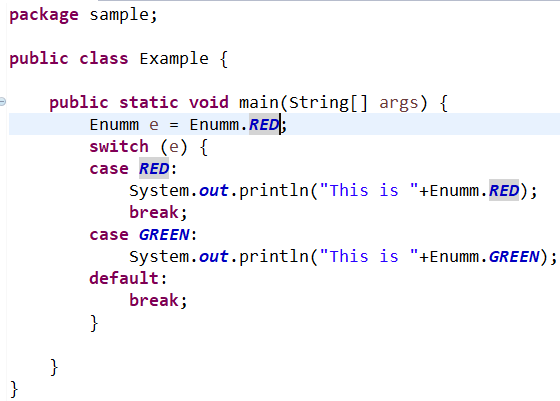 package sample;
public class Example {
public static void main(String[] args) {
Enumm e = Enumm.RED;
switch (e) {
case RED:
System.out.println("This is "+Enumm.RED);
break;
case GREEN:
System.out.println("This is "+Enumm.GREEN);
default:
break;
}
}
}